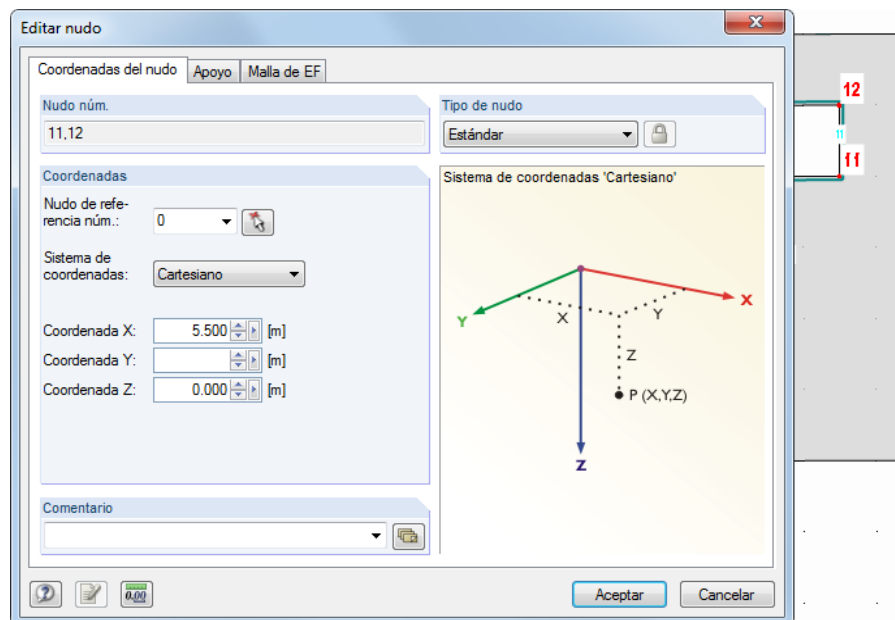 Editar nudo
Coordenadas del nudo Apoyo Malla de EF
Nudo núm.
11,12
Tipo de nudo
Estándar
Coordenadas
Nudo de refe-
rencia núm.: 0
Sistema de
coordenadas: Cartesiano
Coordenada X: 5.500 [m]
Coordenada Y: [m]
Coordenada Z: 0.000 [m]
Sistema de coordenadas 'Cartesiano'
X
Y
X
Y
Z
P (X,Y,Z)
Z
Comentario
0.00
Aceptar Cancelar
12
11
11